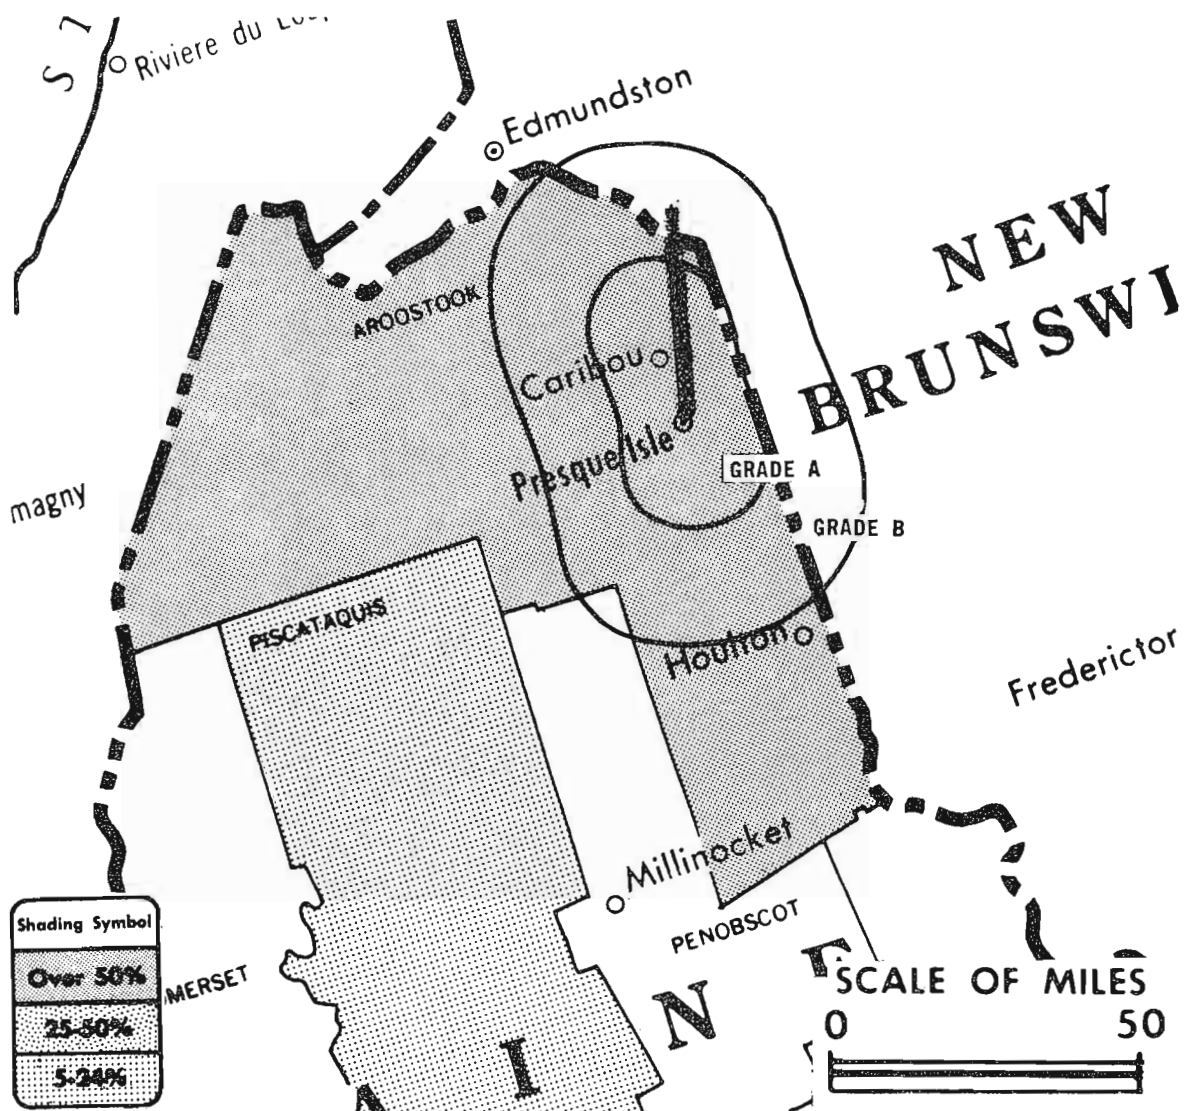 Riviere du
Edmundston
NEW
BRUNSWI
AROOSTOOK
Caribou
Presque Isle
GRADE A
magny
GRADE B
PISCATAQUIS
Houlton
Frederictor
Millinocket
PENOBSCOT
Shading Symbol
Over 50%
25-50%
5-24%
MERSET
I N E
SCALE OF MILES
0 50